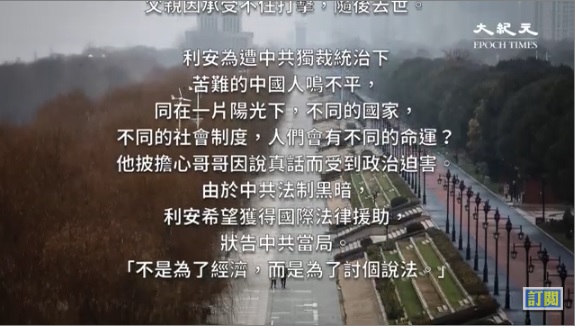 父親因承受不住打擊，隨後去世。
大紀元
EPOCH TIMES
利安為遭中共獨裁統治下
苦難的中國人鳴不平，
同在一片陽光下，不同的國家，
不同的社會制度，人們會有不同的命運？
他披擔心哥哥因說真話而受到政治迫害。
由於中共法制黑暗，
利安希望獲得國際法律援助，
狀告中共當局。
「不是為了經濟，而是為了討個說法。」
訂閱